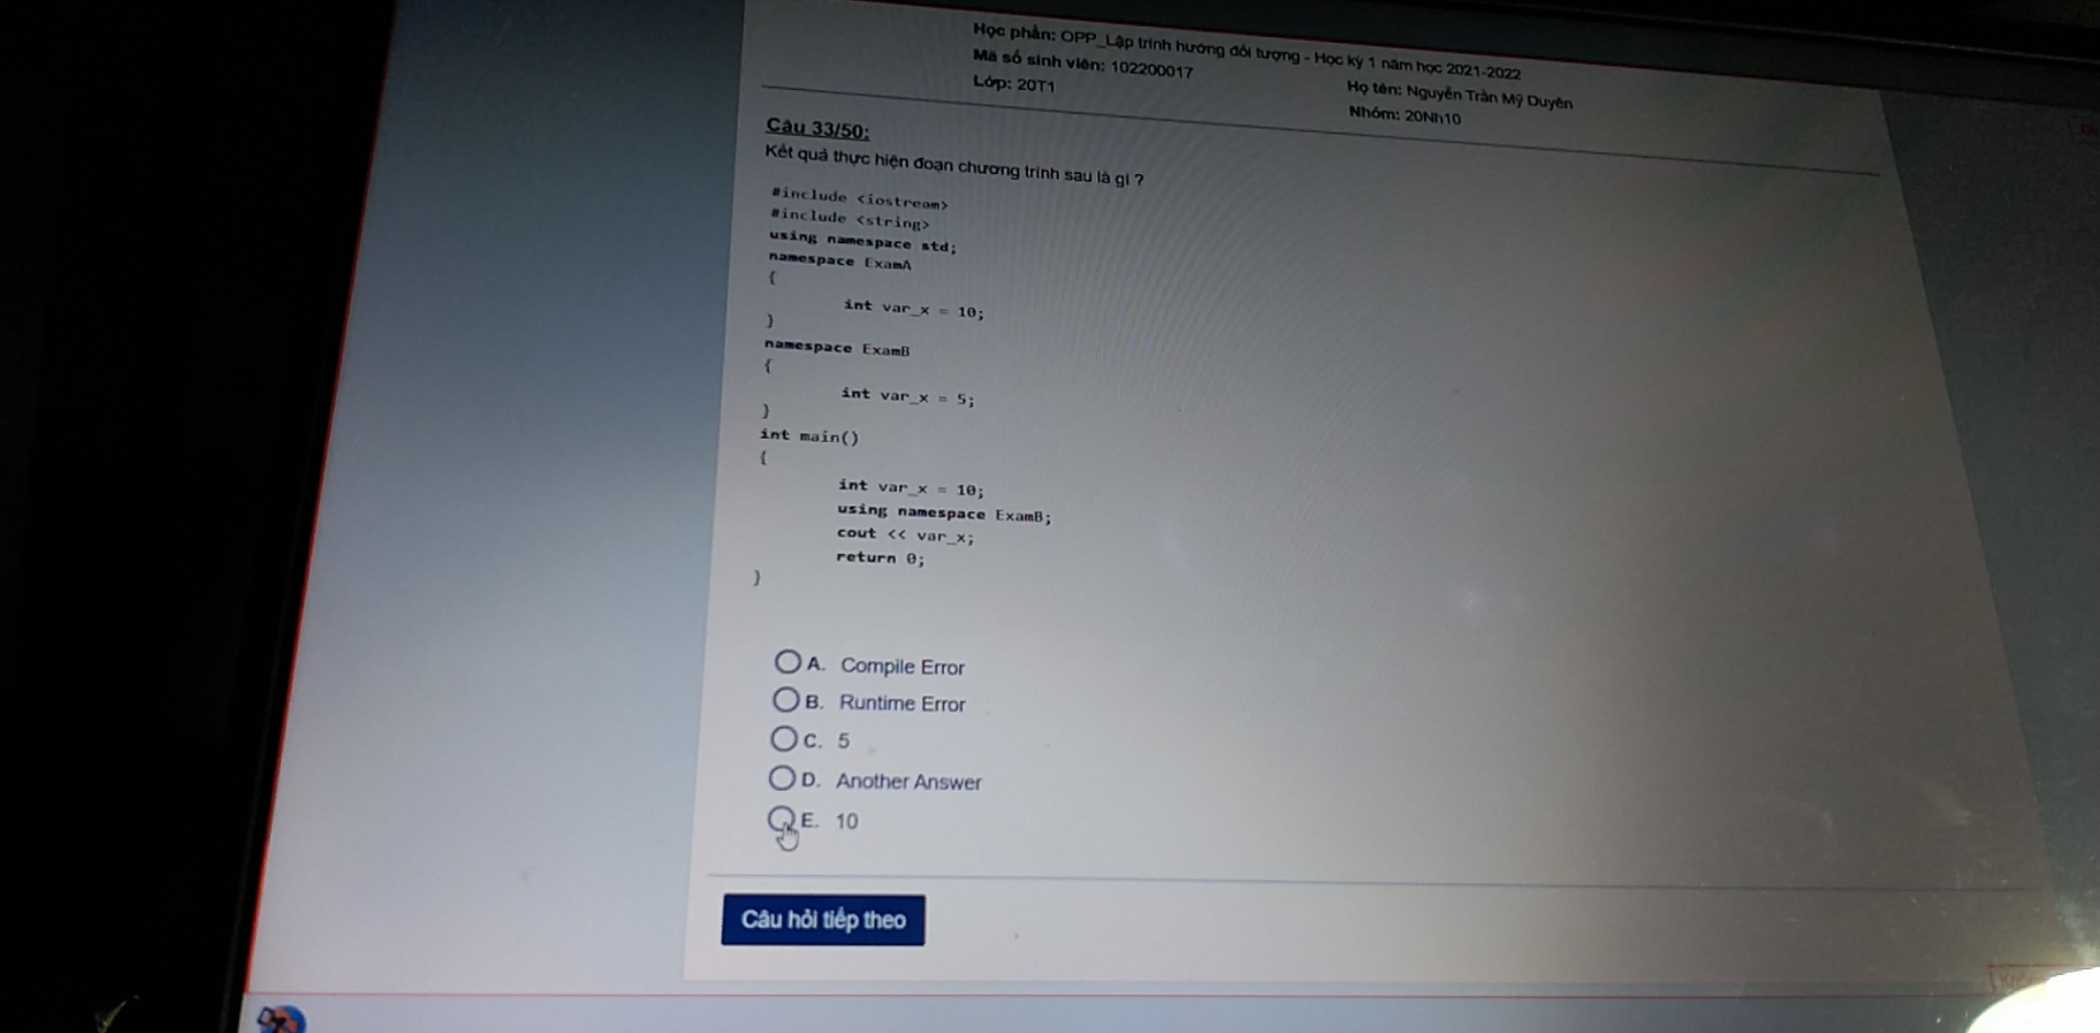 Học phần: OPP_Lập trình hướng đối tượng - Học kỳ 1 năm học 2021-2022
Mã số sinh viên: 102200017
Họ tên: Nguyễn Trần Mỹ Duyên
Lớp: 20T1
Nhóm: 20Nh10
Câu 33/50:
Kết quả thực hiện đoạn chương trình sau là gì ?
#include <iostream>
#include <string>
using namespace std;
namespace ExamA
{
int var_x = 10;
}
namespace ExamB
{
int var_x = 5;
}
int main()
{
int var_x = 10;
using namespace ExamB;
cout << var_x;
return 0;
}
A. Compile Error
B. Runtime Error
C. 5
D. Another Answer
E. 10
Câu hỏi tiếp theo